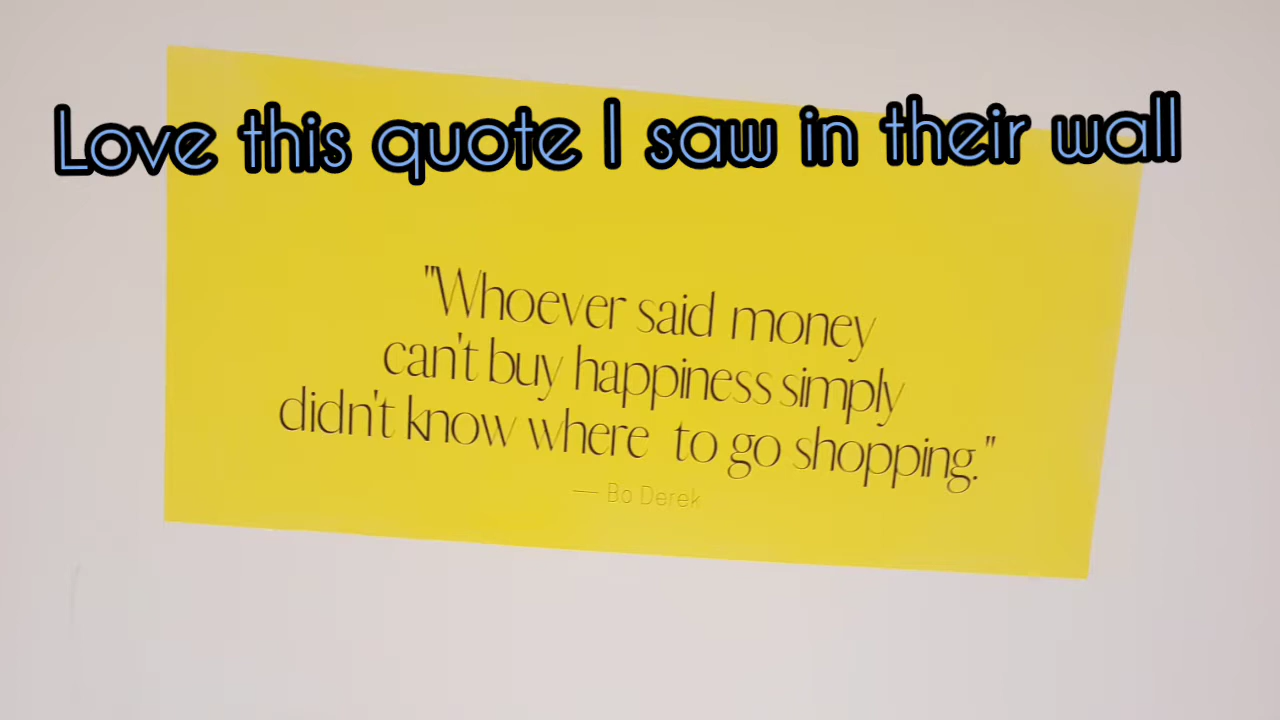 Love this quote I saw in their wall
"Whoever said money
can't buy happiness simply
didn't know where to go shopping."
— Bo Derek